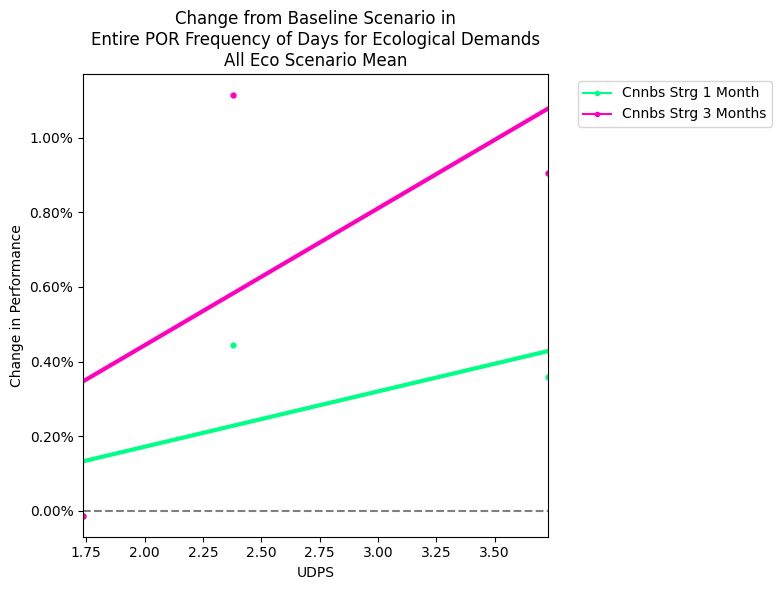 Change from Baseline Scenario in
Entire POR Frequency of Days for Ecological Demands
All Eco Scenario Mean
Cnnbs Strg 1 Month
Cnnbs Strg 3 Months
Change in Performance
1.00%
0.80%
0.60%
0.40%
0.20%
0.00%
1.75 2.00 2.25 2.50 2.75 3.00 3.25 3.50
UDPS